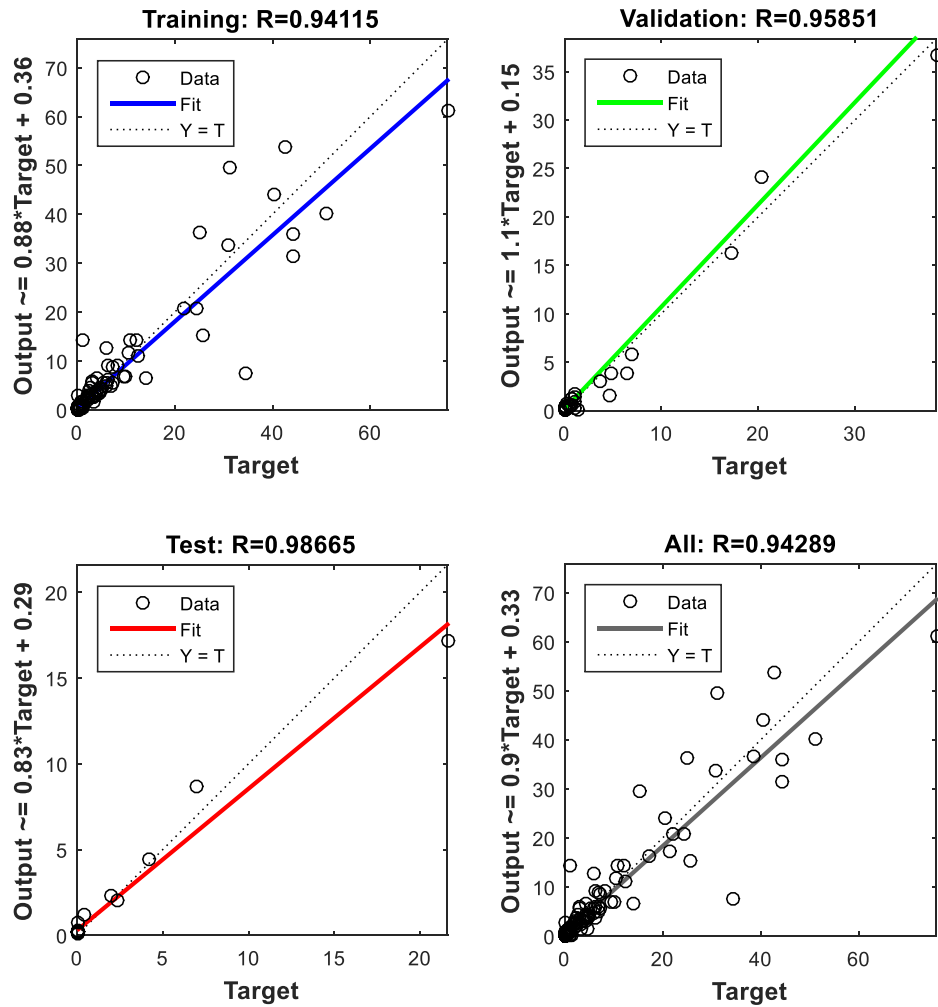 Training: R=0.94115
Output ~= 0.88*Target + 0.36
70
60
50
40
30
20
10
0
Data
Fit
Y = T
0
20
40
60
Target
Validation: R=0.95851
Output ~= 1.1*Target + 0.15
35
30
25
20
15
10
5
0
Data
Fit
Y = T
0
10
20
30
Target
Test: R=0.98665
Output ~= 0.83*Target + 0.29
20
15
10
5
0
Data
Fit
Y = T
0
5
10
15
20
Target
All: R=0.94289
Output ~= 0.9*Target + 0.33
70
60
50
40
30
20
10
0
Data
Fit
Y = T
0
20
40
60
Target